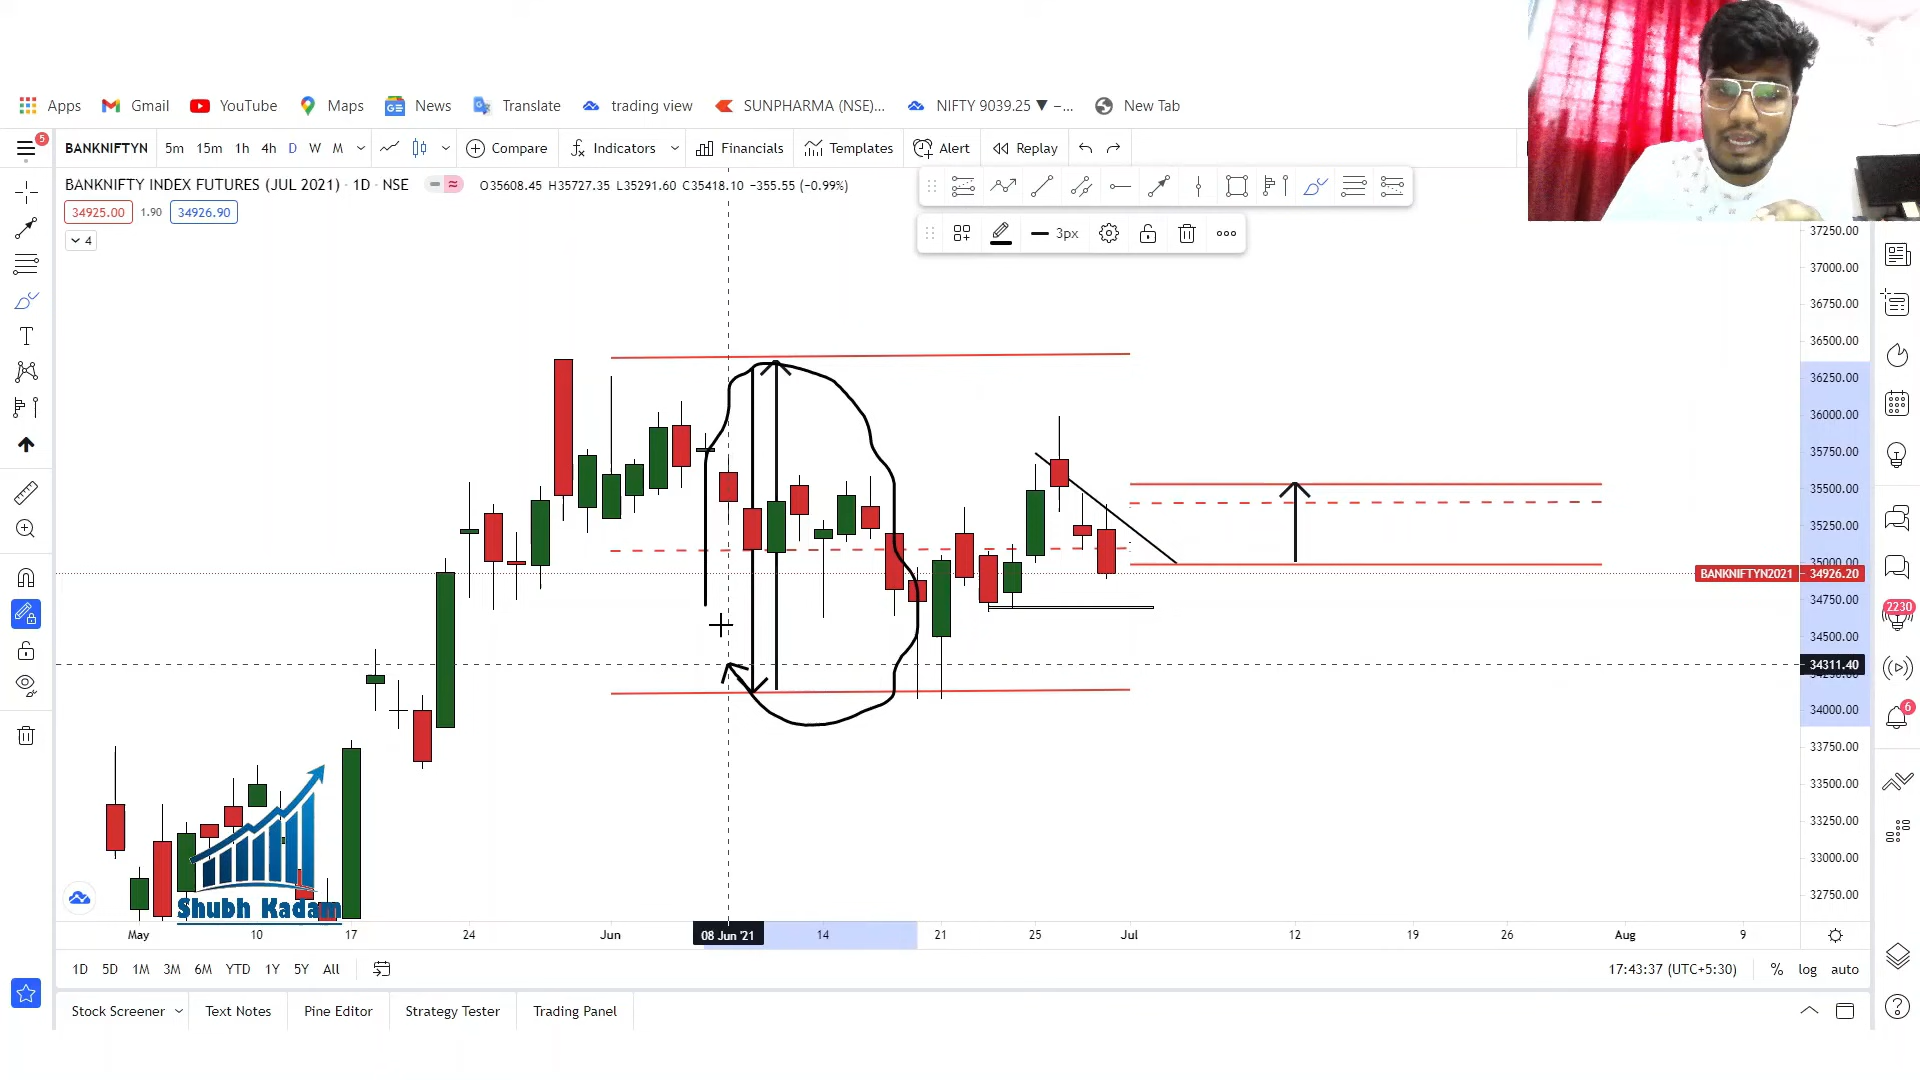 Apps Gmail YouTube Maps News Translate trading view SUNPHARMA (NSE)... NIFTY 9039.25 ▼ −... New Tab
5 BANKNIFTYN 5m 15m 1h 4h D W M Compare Indicators Financials Templates Alert Replay
BANKNIFTY INDEX FUTURES (JUL 2021) · 1D · NSE O35608.45 H35727.35 L35291.60 C35418.10 −355.55 (−0.99%)
34925.00 1.90 34926.90
4
3px
37250.00
37000.00
36750.00
36500.00
36250.00
36000.00
35750.00
35500.00
35250.00
35000.00
BANKNIFTYN2021 34926.20
34750.00
34500.00
34311.40
34000.00
33750.00
33500.00
33250.00
33000.00
32750.00
2230
6
Shubh Kadam
May 10 17 24 Jun 08 Jun '21 14 21 25 Jul 12 19 26 Aug 9
1D 5D 1M 3M 6M YTD 1Y 5Y All 17:43:37 (UTC+5:30) % log auto
Stock Screener Text Notes Pine Editor Strategy Tester Trading Panel